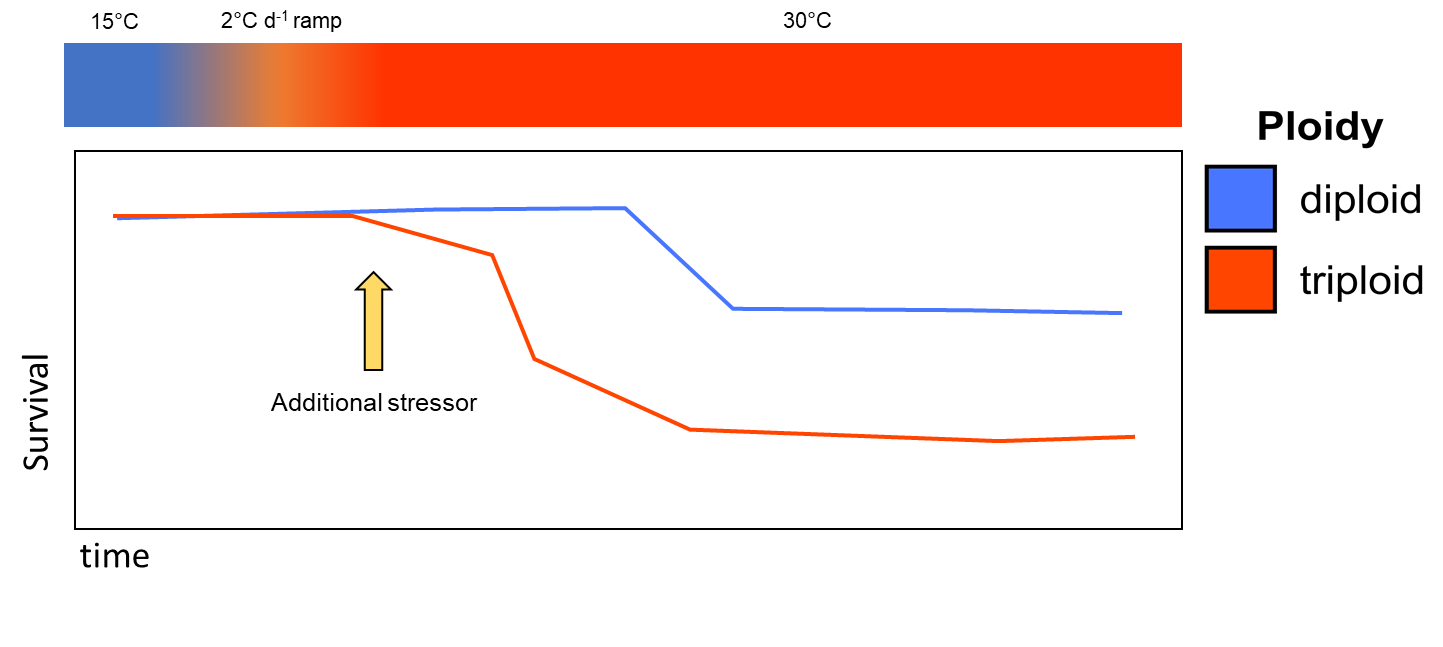 15°C
2°C d-1 ramp
30°C
Ploidy
diploid
triploid
Additional stressor
Survival
time